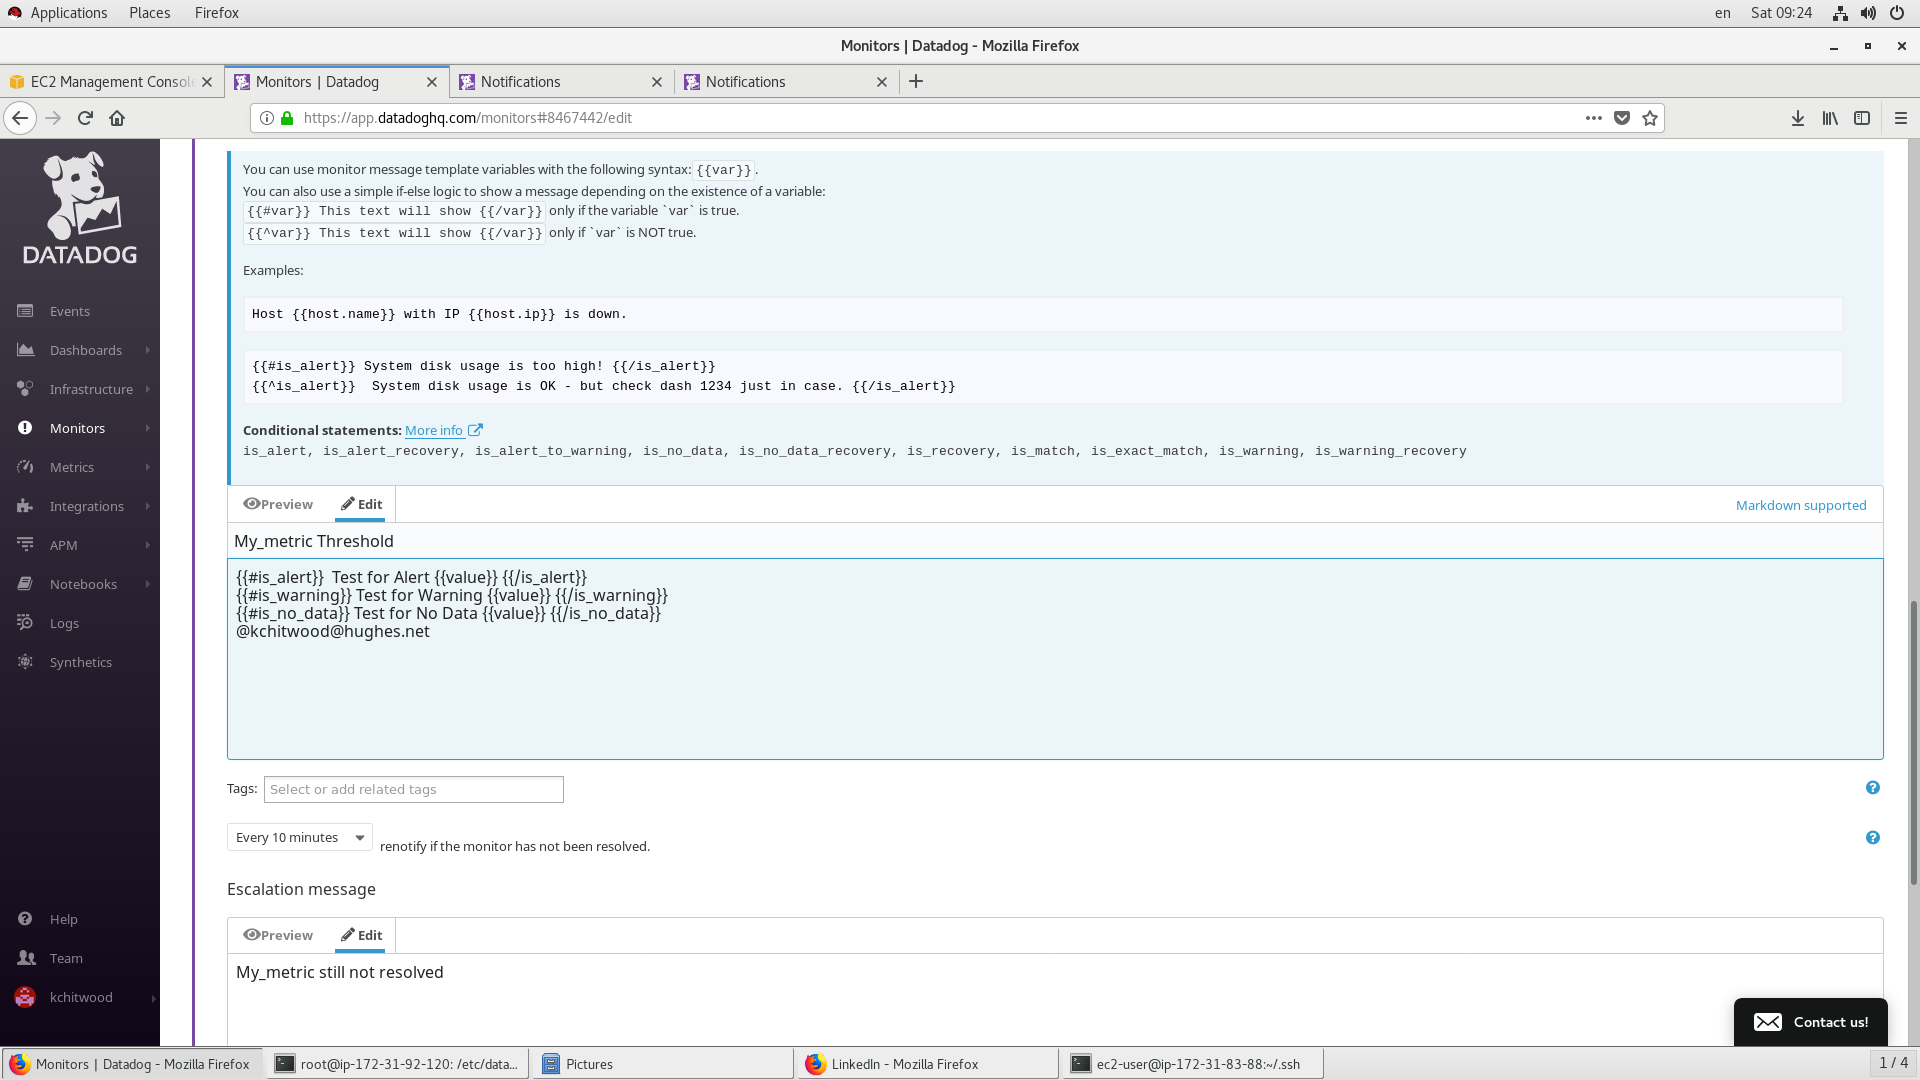 Applications Places Firefox en Sat 09:24
Monitors | Datadog - Mozilla Firefox
EC2 Management Consol Monitors | Datadog Notifications Notifications
https://app.datadoghq.com/monitors#8467442/edit
DATADOG
Events
Dashboards
Infrastructure
Monitors
Metrics
Integrations
APM
Notebooks
Logs
Synthetics
Help
Team
kchitwood
You can use monitor message template variables with the following syntax: {{var}}.
You can also use a simple if-else logic to show a message depending on the existence of a variable:
{{#var}} This text will show {{/var}} only if the variable `var` is true.
{{^var}} This text will show {{/var}} only if `var` is NOT true.
Examples:
Host {{host.name}} with IP {{host.ip}} is down.
{{#is_alert}} System disk usage is too high! {{/is_alert}}
{{^is_alert}}  System disk usage is OK - but check dash 1234 just in case. {{/is_alert}}
Conditional statements: More info
is_alert, is_alert_recovery, is_alert_to_warning, is_no_data, is_no_data_recovery, is_recovery, is_match, is_exact_match, is_warning, is_warning_recovery
Preview Edit Markdown supported
My_metric Threshold
{{#is_alert}}  Test for Alert {{value}} {{/is_alert}}
{{#is_warning}} Test for Warning {{value}} {{/is_warning}}
{{#is_no_data}} Test for No Data {{value}} {{/is_no_data}}
@kchitwood@hughes.net
Tags: Select or add related tags
Every 10 minutes renotify if the monitor has not been resolved.
Escalation message
Preview Edit
My_metric still not resolved
Contact us!
Monitors | Datadog - Mozilla Firefox root@ip-172-31-92-120: /etc/data... Pictures LinkedIn - Mozilla Firefox ec2-user@ip-172-31-83-88:~/.ssh 1 / 4